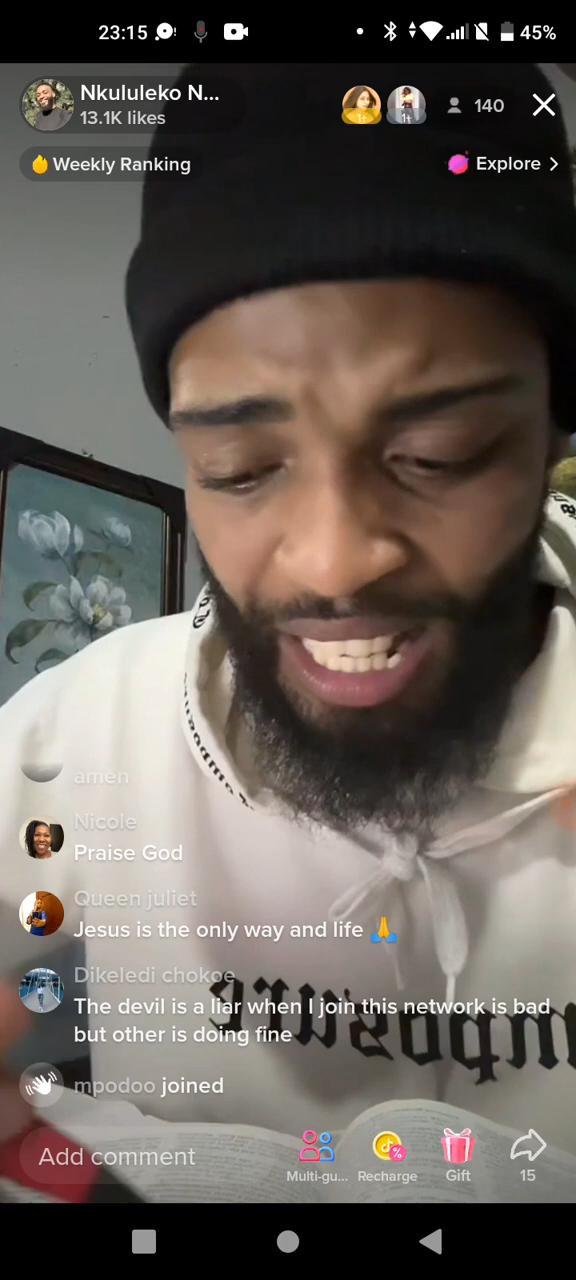 23:15
45%
Nkululeko N...
13.1K likes
1+
1+
140
Weekly Ranking
Explore
amen
Nicole
Praise God
Queen juliet
Jesus is the only way and life 🙏
Dikeledi chokoe
The devil is a liar when I join this network is bad
but other is doing fine
mpodoo joined
Add comment
Multi-gu...
Recharge
Gift
15